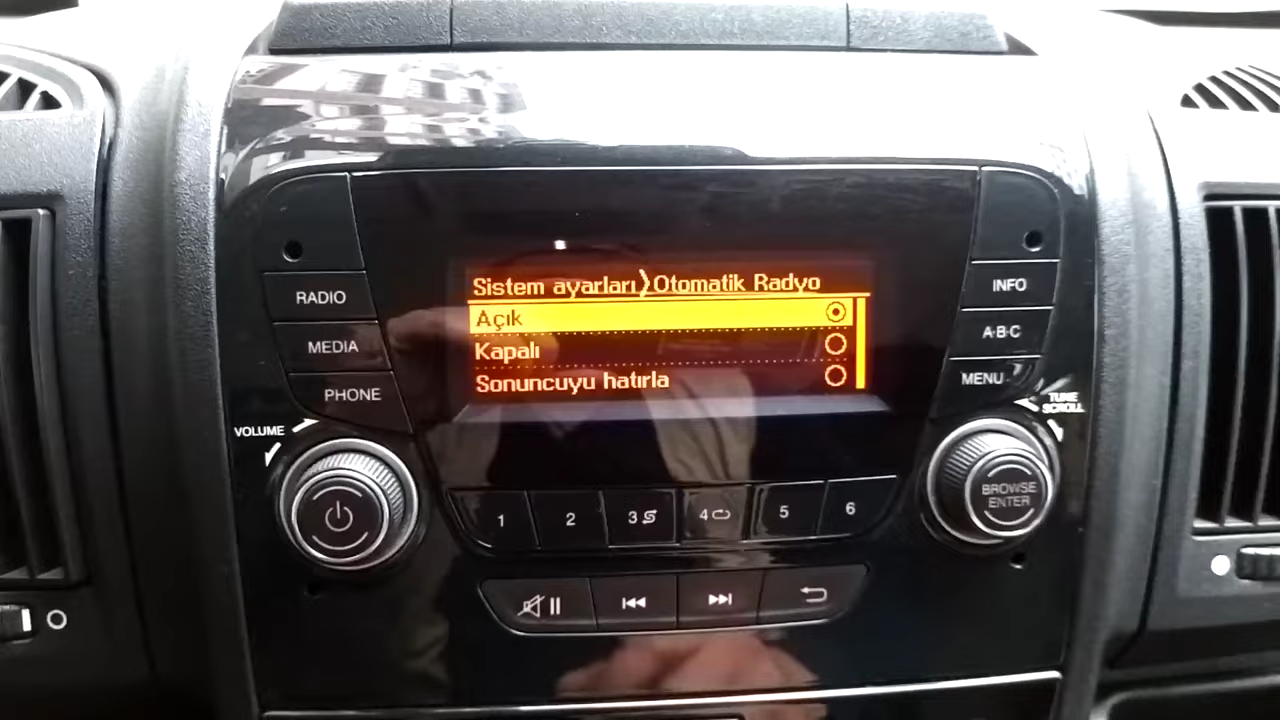 Sistem ayarları Otomatik Radyo
Açık
Kapalı
Sonuncuyu hatırla
RADIO
MEDIA
PHONE
VOLUME
INFO
A·B·C
MENU
TUNE
SCROLL
BROWSE
ENTER
1
2
3
4
5
6